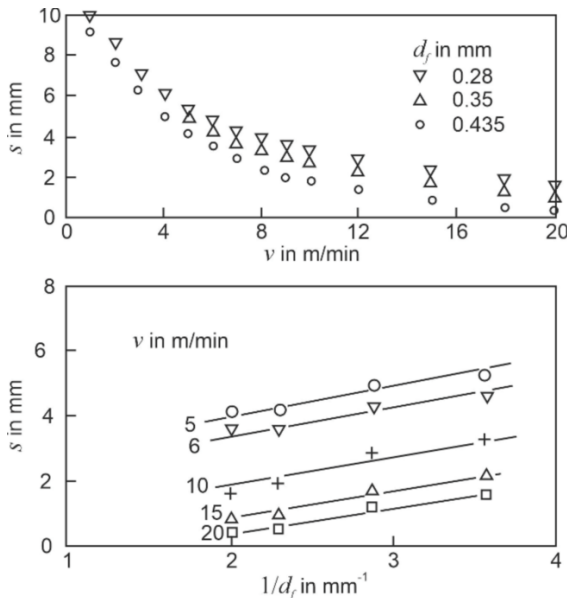 10
8
6
4
2
0
s in mm
d_f in mm
▽ 0.28
△ 0.35
○ 0.435
0 4 8 12 16 20
v in m/min
8
6
4
2
0
s in mm
v in m/min
5
6
10
15
20
1 2 3 4
1/d_f in mm⁻¹